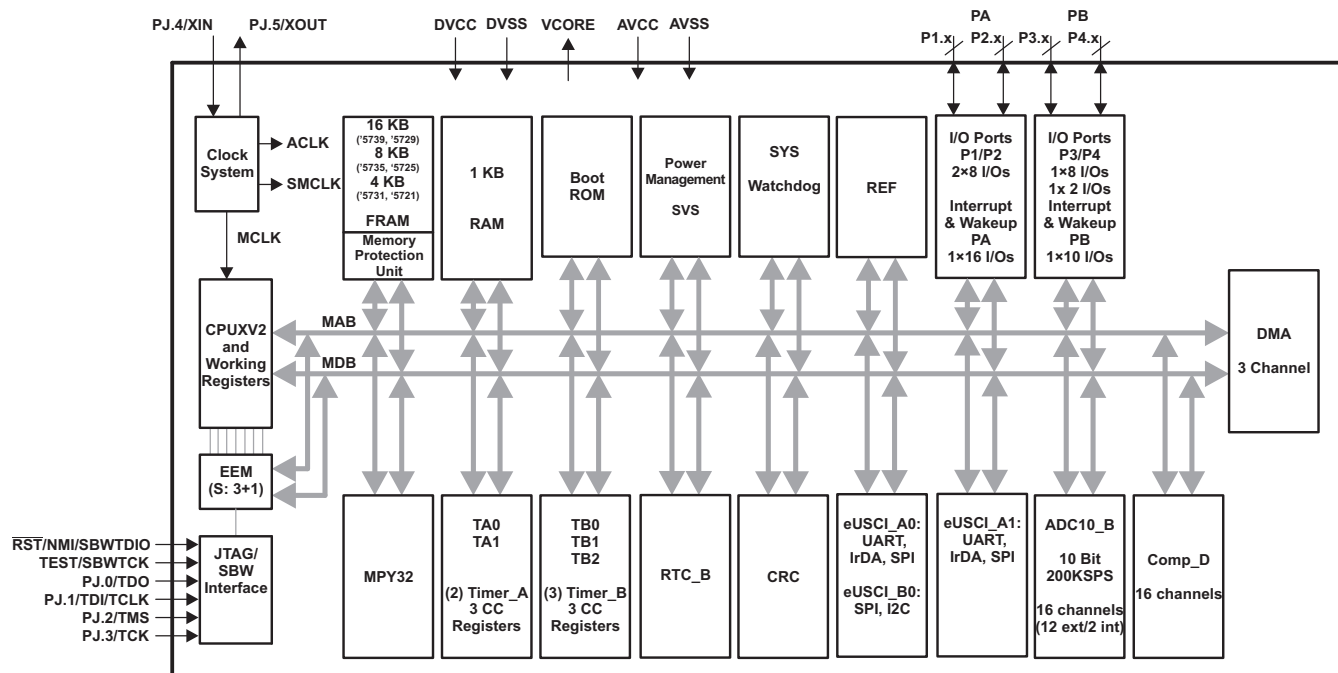 PJ.4/XIN
PJ.5/XOUT
DVCC
DVSS
VCORE
AVCC
AVSS
PA
P1.x
P2.x
PB
P3.x
P4.x
Clock
System
ACLK
SMCLK
MCLK
16 KB
('5739, '5729)
8 KB
('5735, '5725)
4 KB
('5731, '5721)
FRAM
Memory
Protection
Unit
1 KB
RAM
Boot
ROM
Power
Management
SVS
SYS
Watchdog
REF
I/O Ports
P1/P2
2×8 I/Os
Interrupt
& Wakeup
PA
1×16 I/Os
I/O Ports
P3/P4
1×8 I/Os
1x 2 I/Os
Interrupt
& Wakeup
PB
1×10 I/Os
CPUXV2
and
Working
Registers
MAB
MDB
DMA
3 Channel
EEM
(S: 3+1)
RST/NMI/SBWTDIO
TEST/SBWTCK
PJ.0/TDO
PJ.1/TDI/TCLK
PJ.2/TMS
PJ.3/TCK
JTAG/
SBW
Interface
MPY32
TA0
TA1
(2) Timer_A
3 CC
Registers
TB0
TB1
TB2
(3) Timer_B
3 CC
Registers
RTC_B
CRC
eUSCI_A0:
UART,
IrDA, SPI
eUSCI_B0:
SPI, I2C
eUSCI_A1:
UART,
IrDA, SPI
ADC10_B
10 Bit
200KSPS
16 channels
(12 ext/2 int)
Comp_D
16 channels